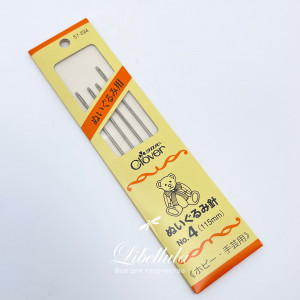 57-694
ぬいぐるみ用
クロバー
Clover
ぬいぐるみ針
No.4 (115mm)
《ホビー・手芸用》
Libellula